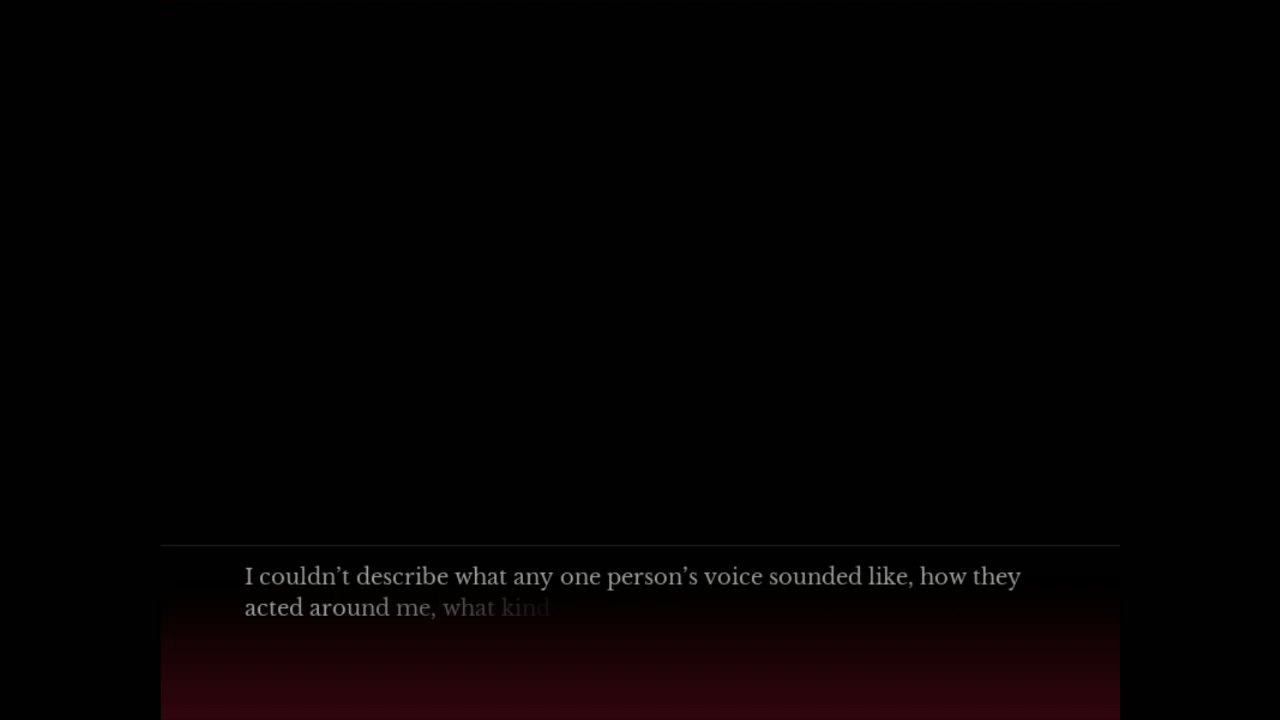 I couldn’t describe what any one person’s voice sounded like, how they
acted around me, what kind